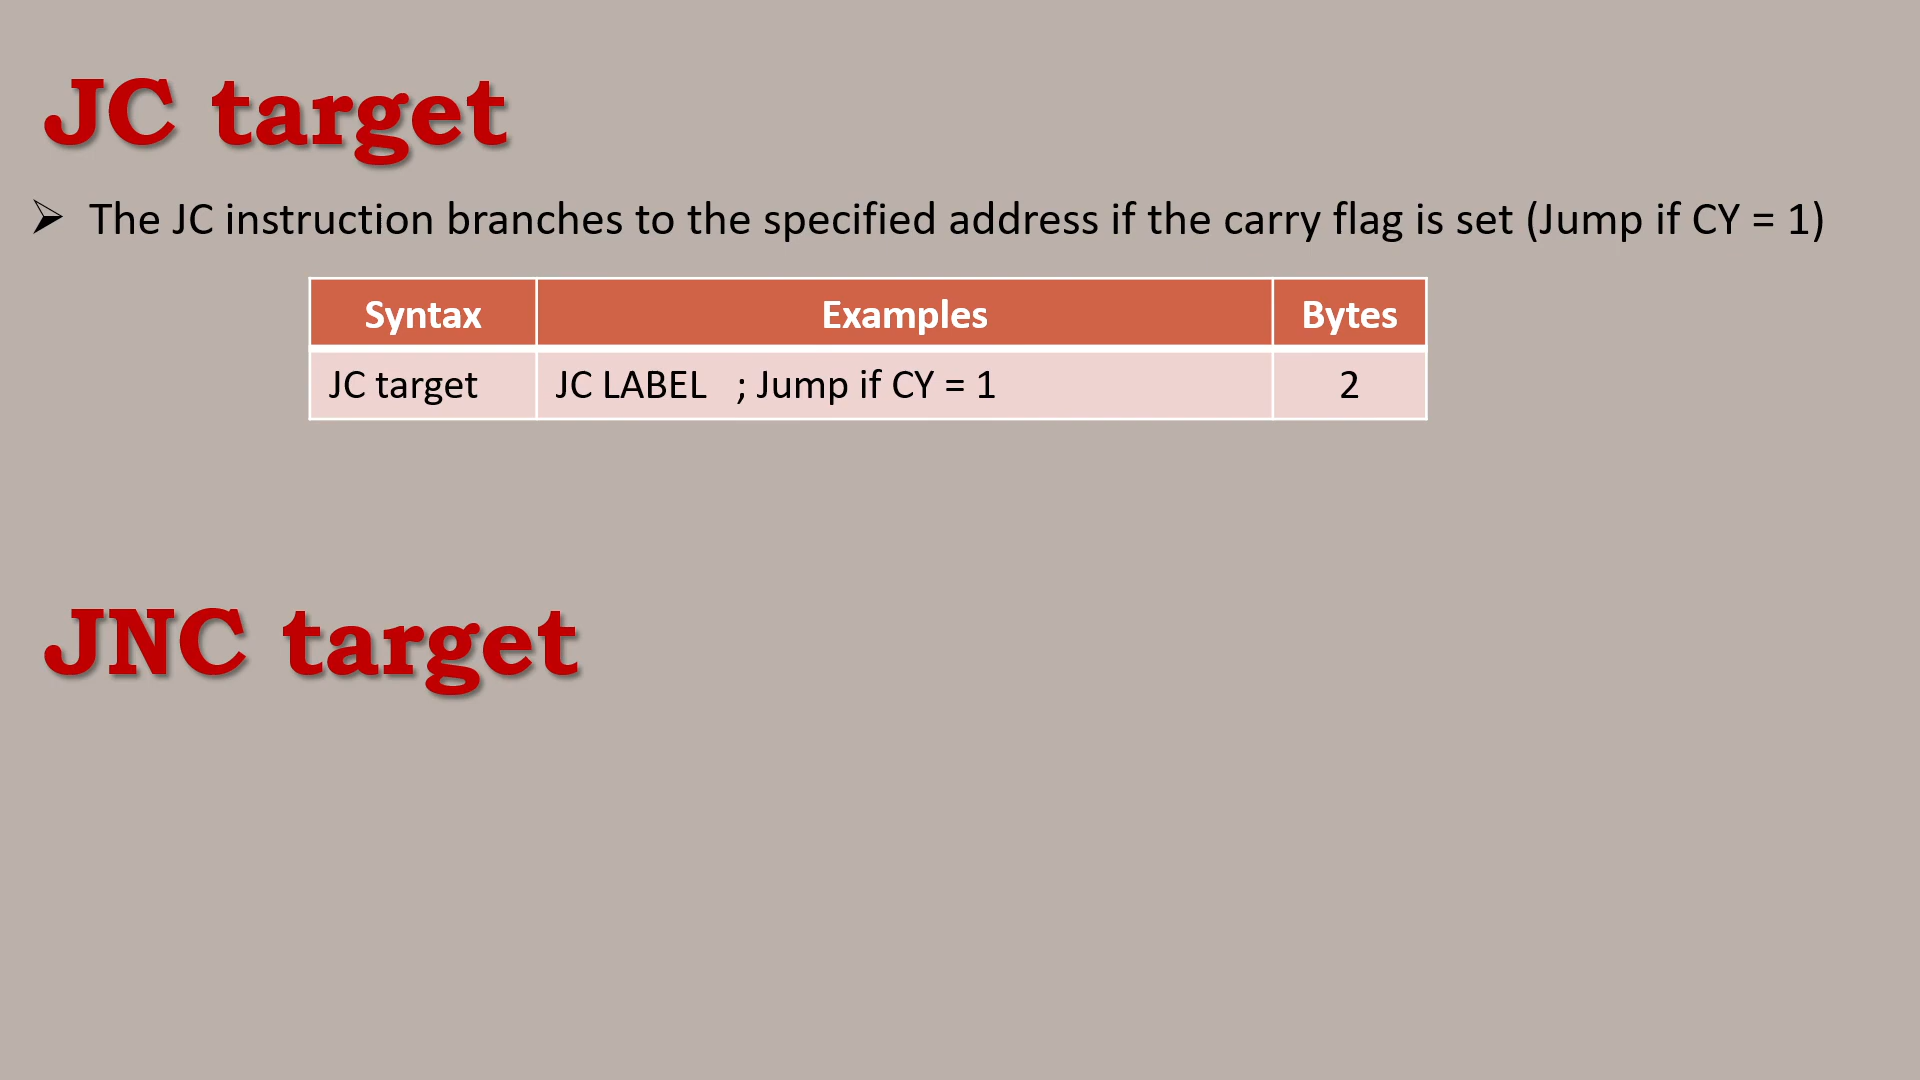 JC target
➢ The JC instruction branches to the specified address if the carry flag is set (Jump if CY = 1)
Syntax Examples Bytes
JC target JC LABEL ; Jump if CY = 1 2
JNC target